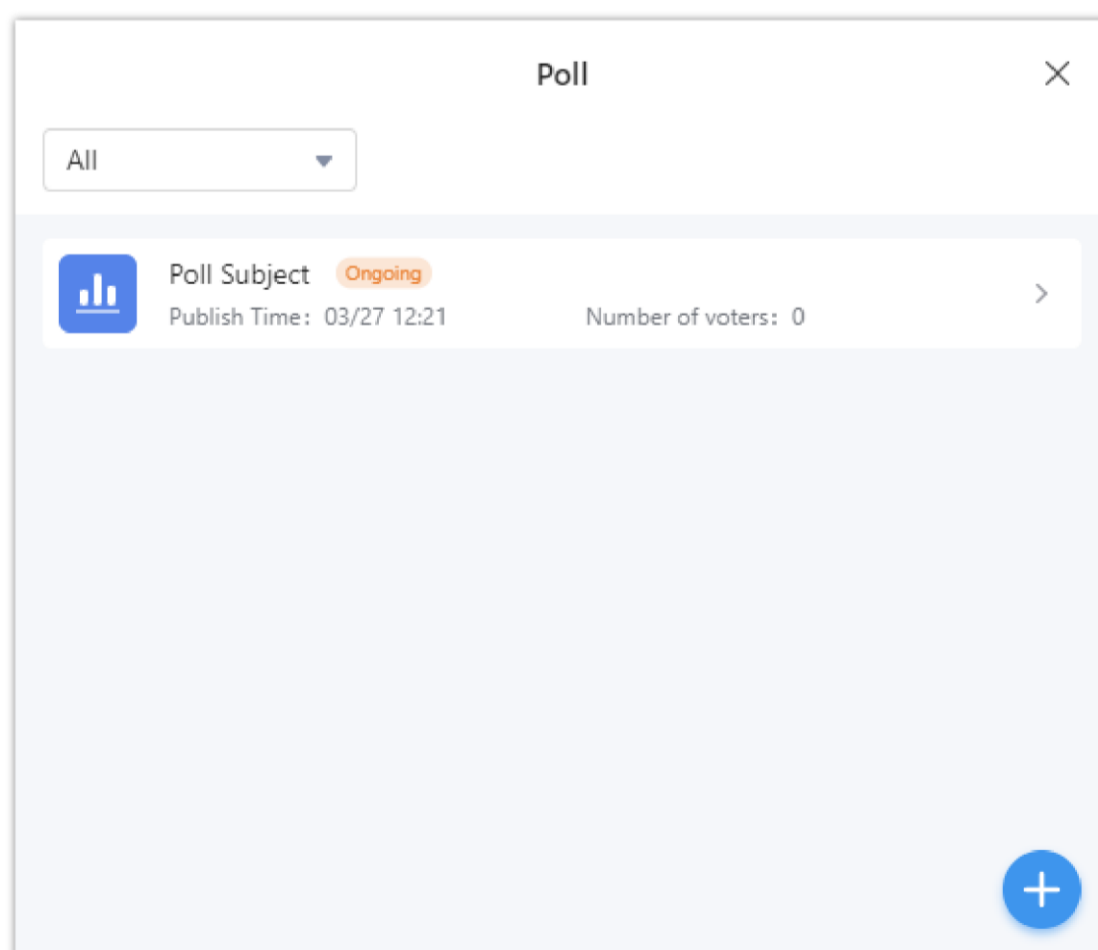 Poll
All
Poll Subject Ongoing
Publish Time: 03/27 12:21 Number of voters: 0